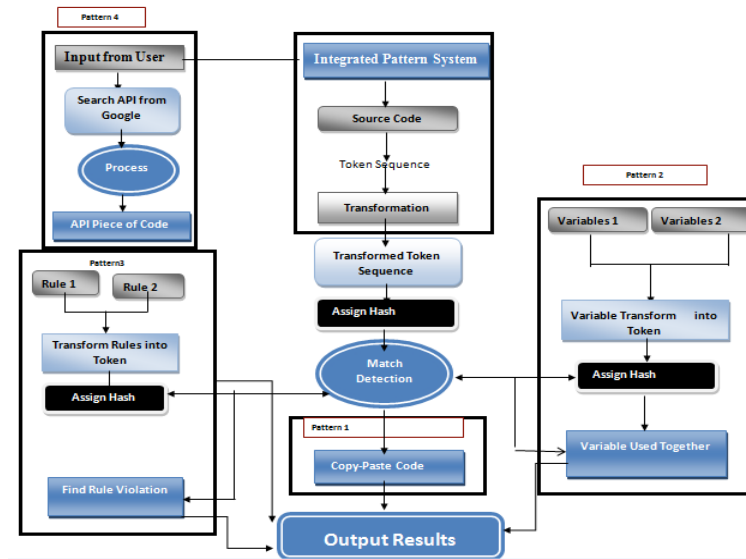 Pattern 4
Input from User
Search API from
Google
Process
API Piece of Code
Integrated Pattern System
Source Code
Token Sequence
Transformation
Transformed Token
Sequence
Assign Hash
Match
Detection
Pattern 1
Copy-Paste Code
Output Results
Pattern3
Rule 1
Rule 2
Transform Rules into
Token
Assign Hash
Find Rule Violation
Pattern 2
Variables 1
Variables 2
Variable Transform into
Token
Assign Hash
Variable Used Together